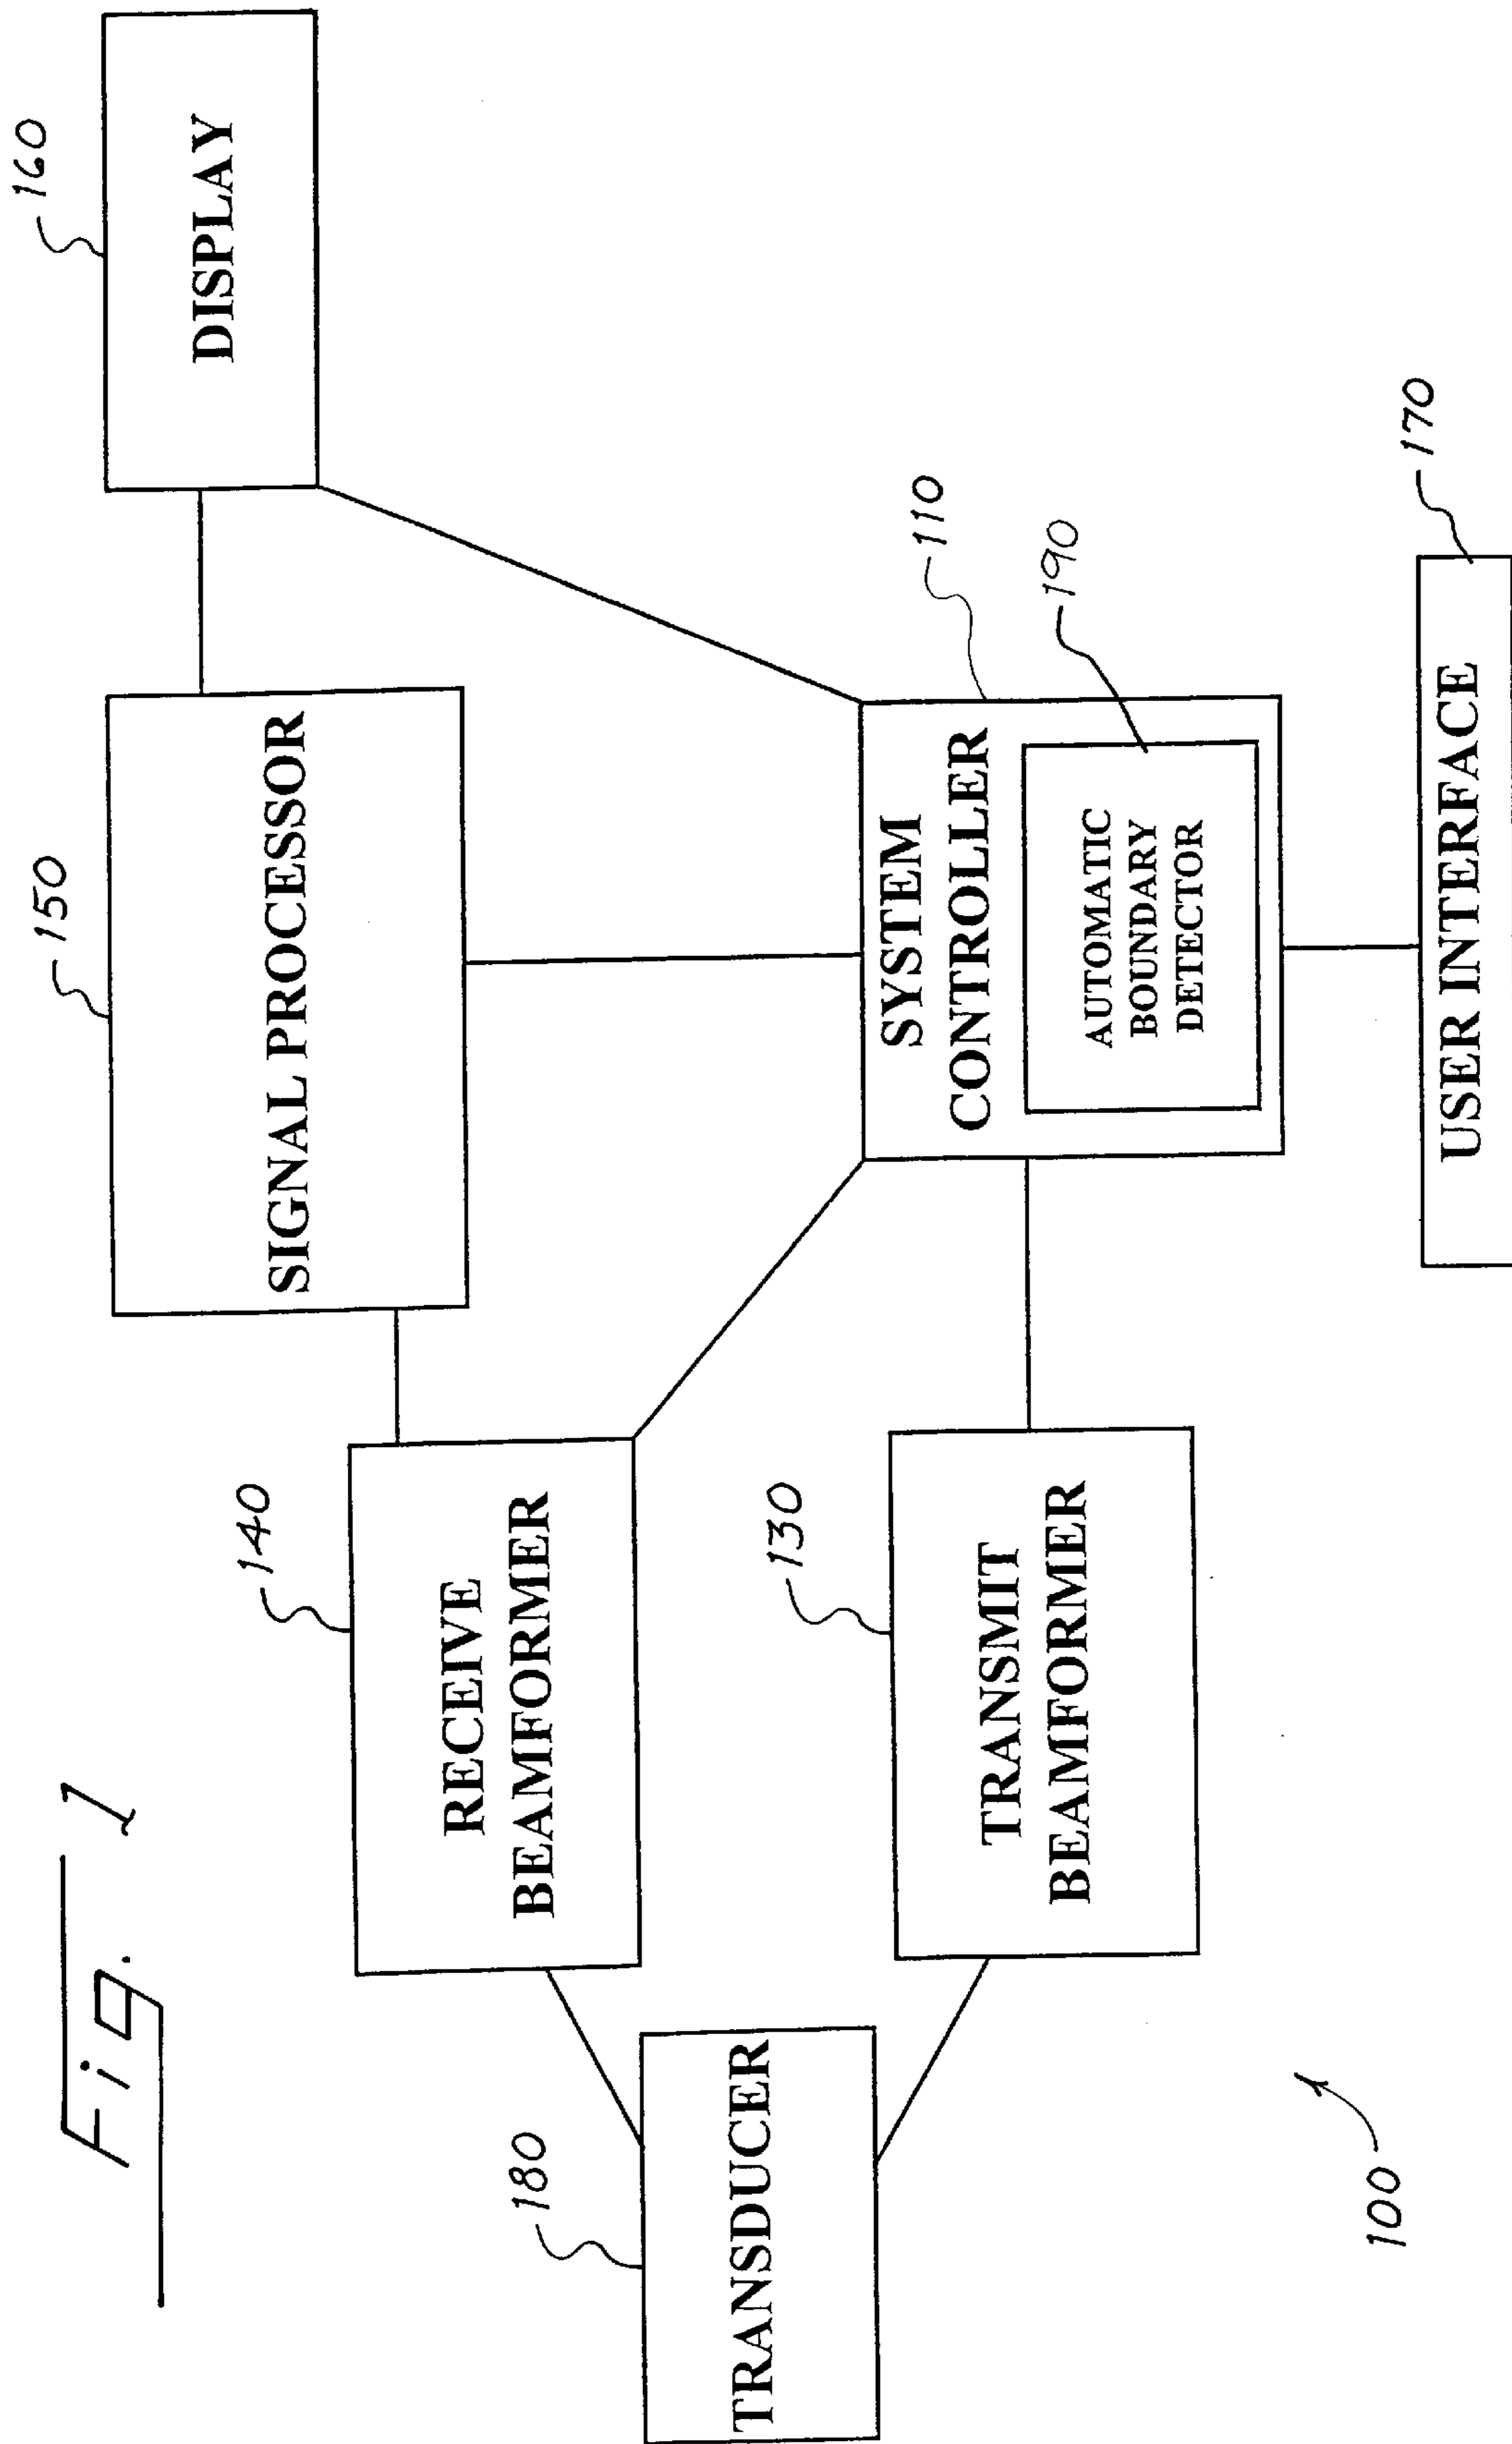 Fig. 1
160
DISPLAY
150
SIGNAL PROCESSOR
140
RECEIVE
BEAMFORMER
110
SYSTEM
CONTROLLER
190
AUTOMATIC
BOUNDARY
DETECTOR
180
TRANSDUCER
130
TRANSMIT
BEAMFORMER
170
USER INTERFACE
100